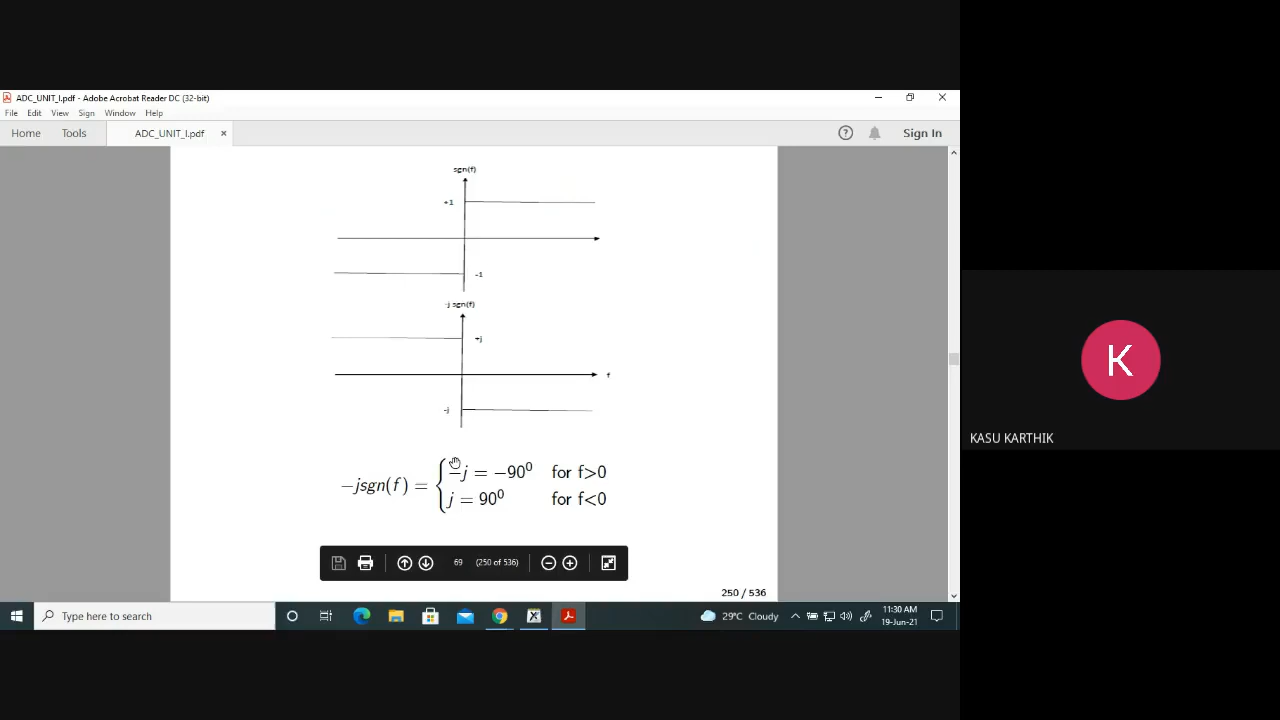 ADC_UNIT_I.pdf - Adobe Acrobat Reader DC (32-bit)
File Edit View Sign Window Help
Home Tools ADC_UNIT_I.pdf × ? Sign In
sgn(f)
+1
-1
-j sgn(f)
+j
f
-j
−jsgn(f) = { −j = −90⁰ for f>0
j = 90⁰ for f<0
69 (250 of 536)
250 / 536
K
KASU KARTHIK
Type here to search
29°C Cloudy
11:30 AM
19-Jun-21